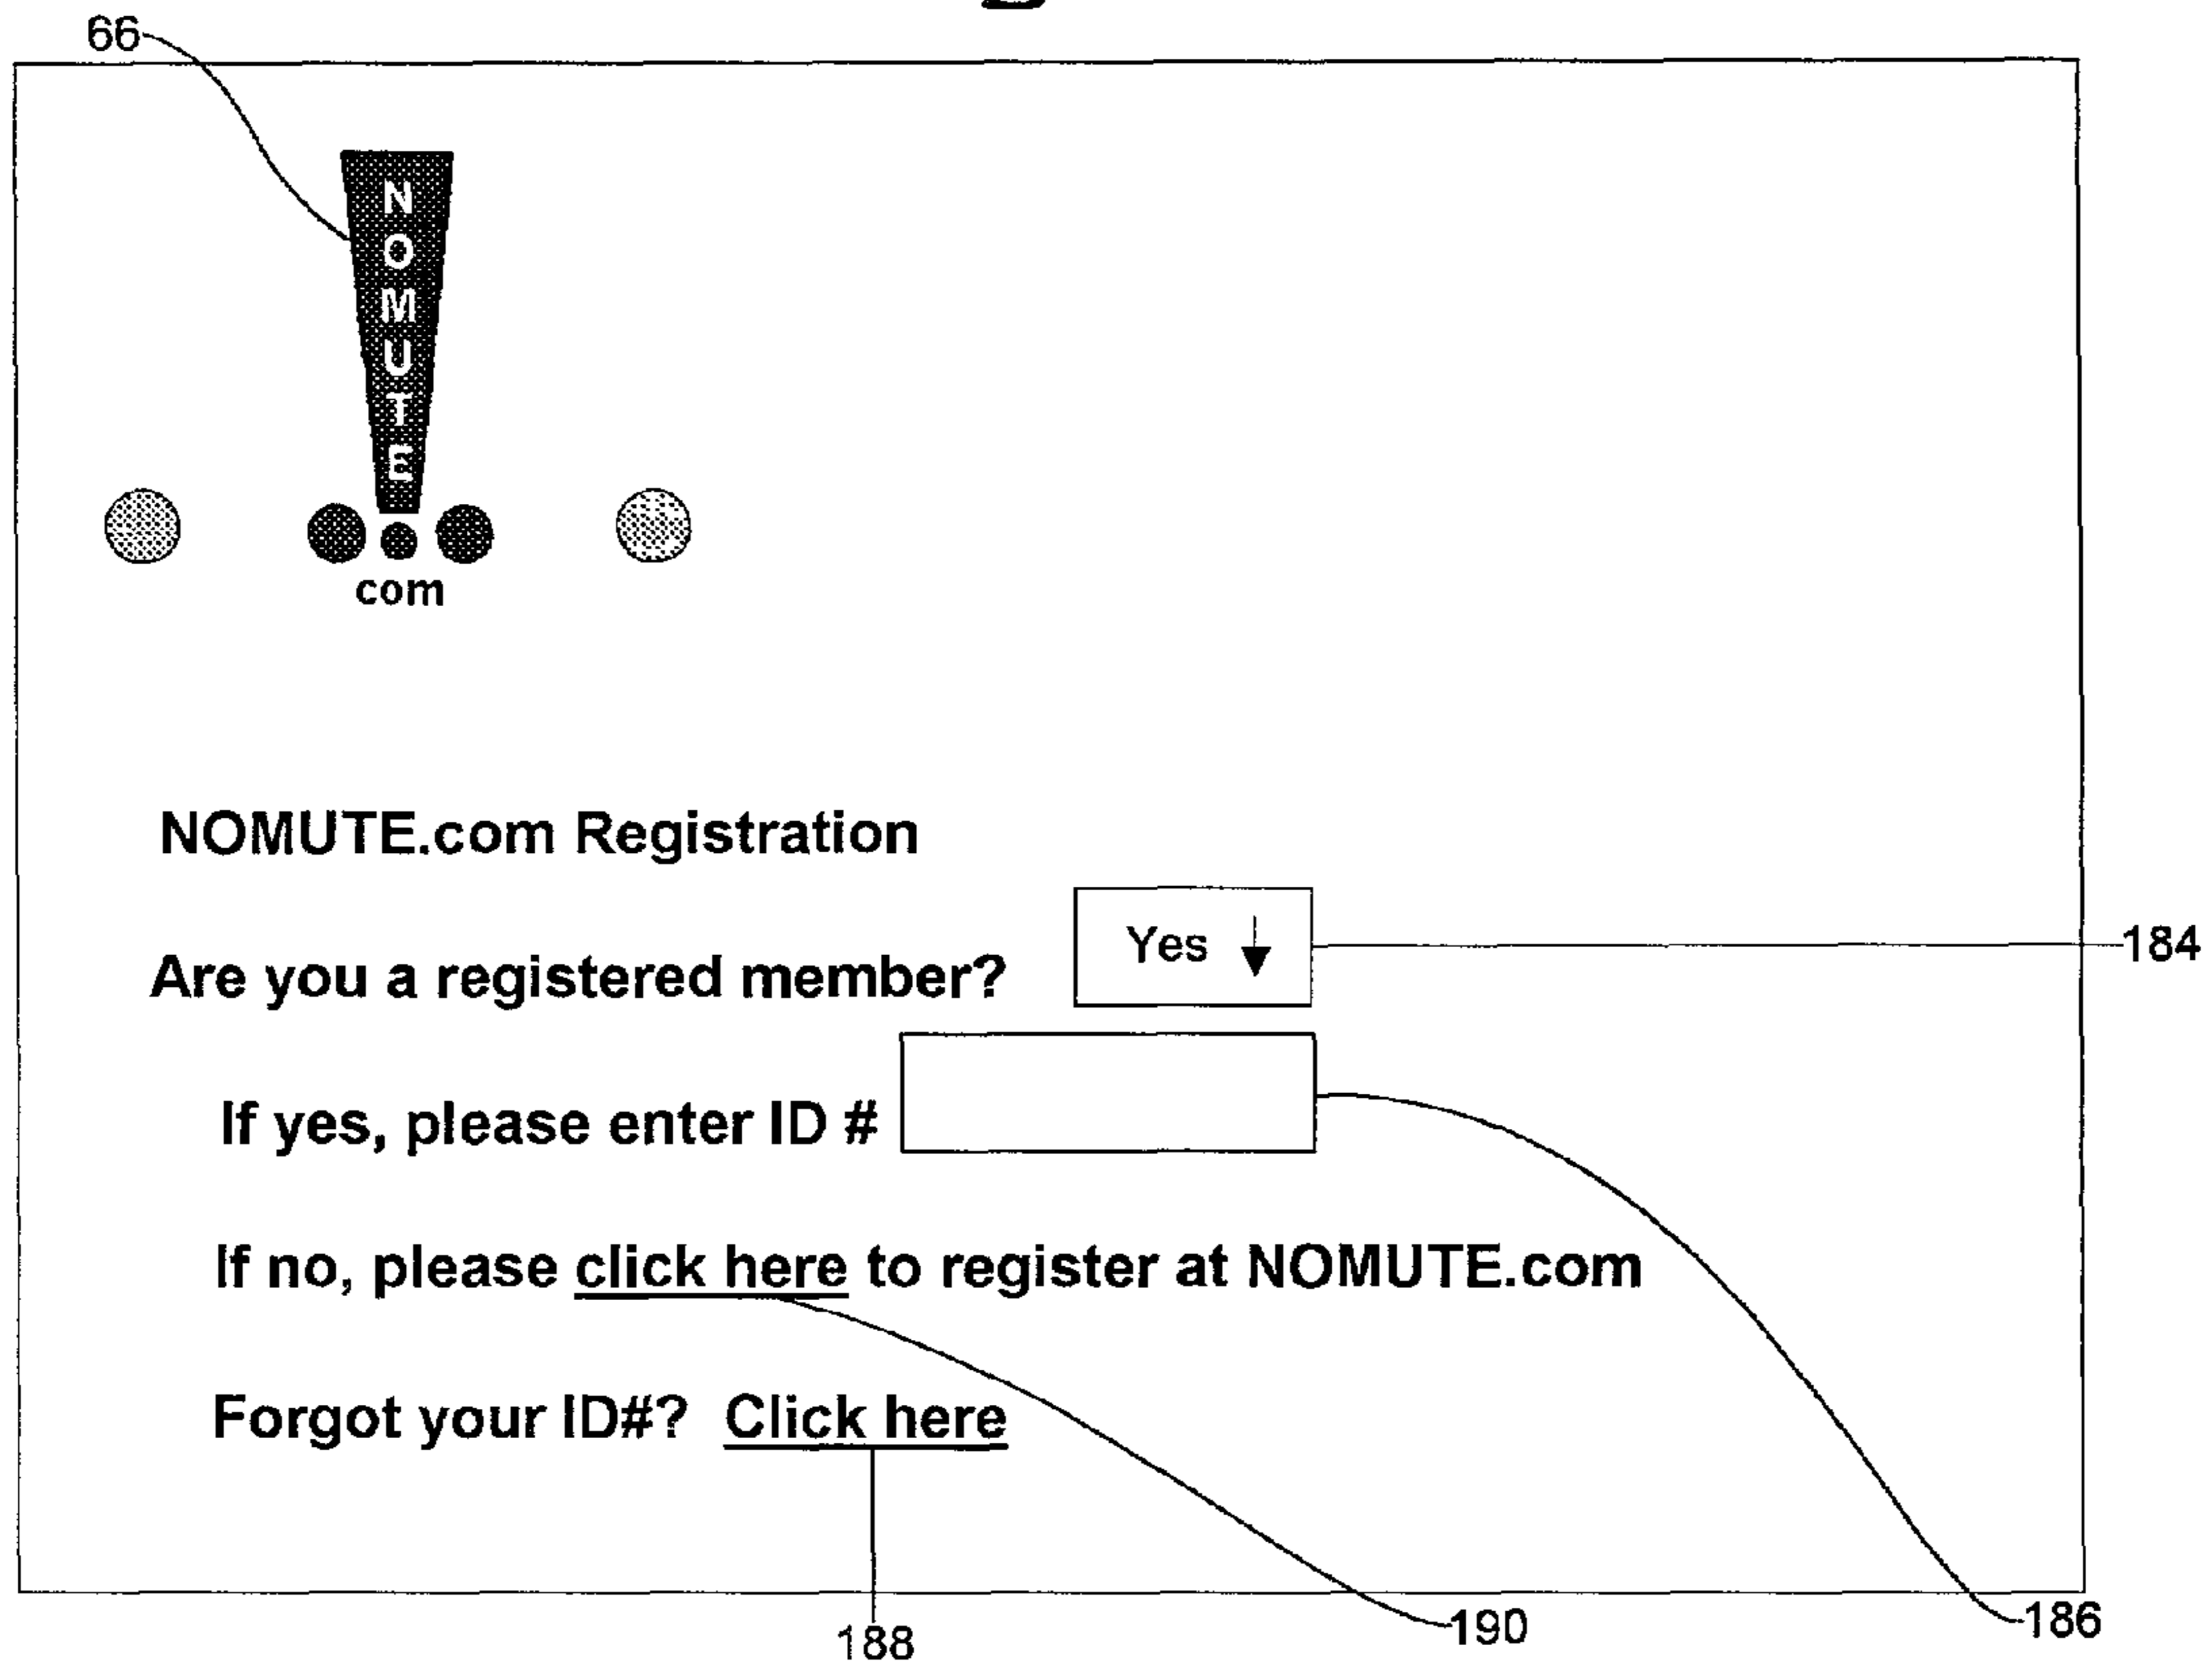 66
NOMUTE
com
NOMUTE.com Registration
Yes
184
Are you a registered member?
If yes, please enter ID #
If no, please click here to register at NOMUTE.com
Forgot your ID#? Click here
188
190
186